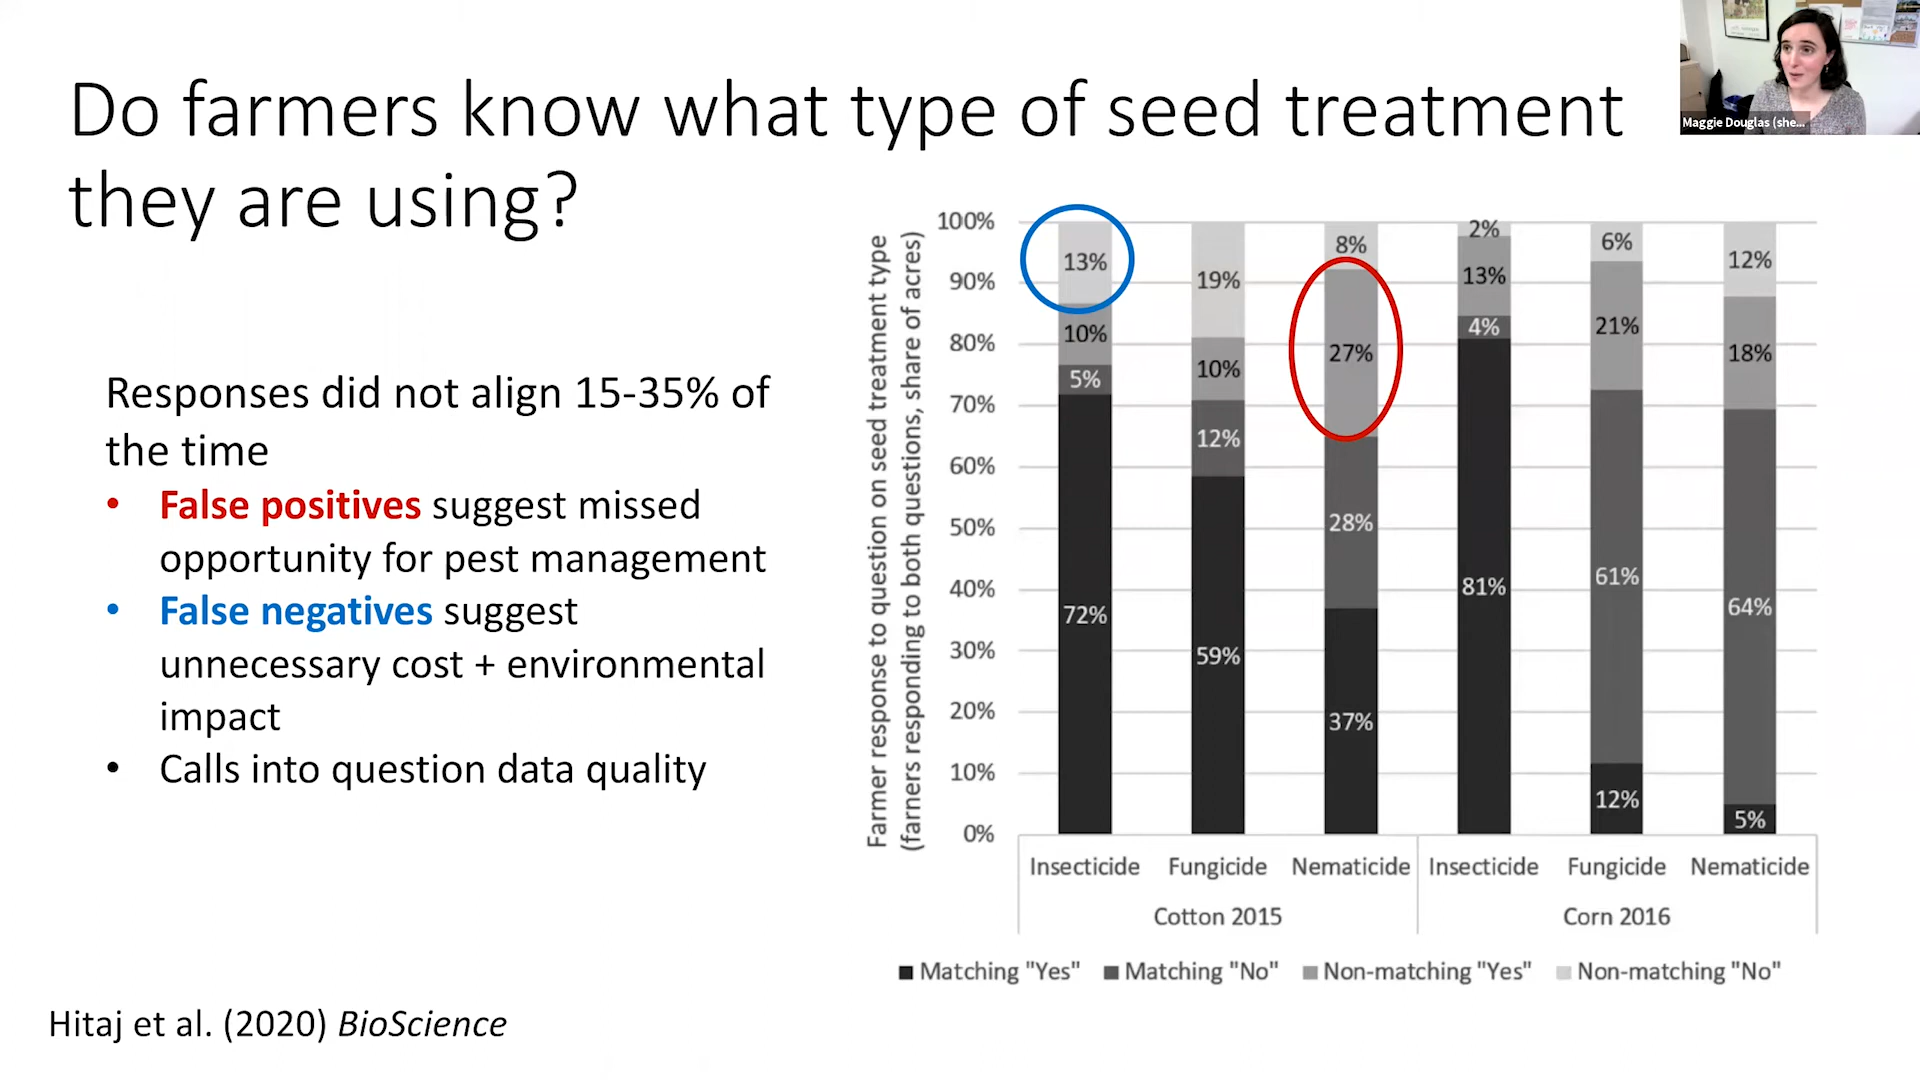 Do farmers know what type of seed treatment
they are using?
Maggie Douglas (she...
Responses did not align 15-35% of
the time
• False positives suggest missed
opportunity for pest management
• False negatives suggest
unnecessary cost + environmental
impact
• Calls into question data quality
Farmer response to question on seed treatment type
(farners responding to both questions, share of acres)
100%
90%
80%
70%
60%
50%
40%
30%
20%
10%
0%
13%
10%
5%
72%
19%
10%
12%
59%
8%
27%
28%
37%
2%
13%
4%
81%
6%
21%
61%
12%
12%
18%
64%
5%
Insecticide Fungicide Nematicide Insecticide Fungicide Nematicide
Cotton 2015 Corn 2016
Matching "Yes" Matching "No" Non-matching "Yes" Non-matching "No"
Hitaj et al. (2020) BioScience